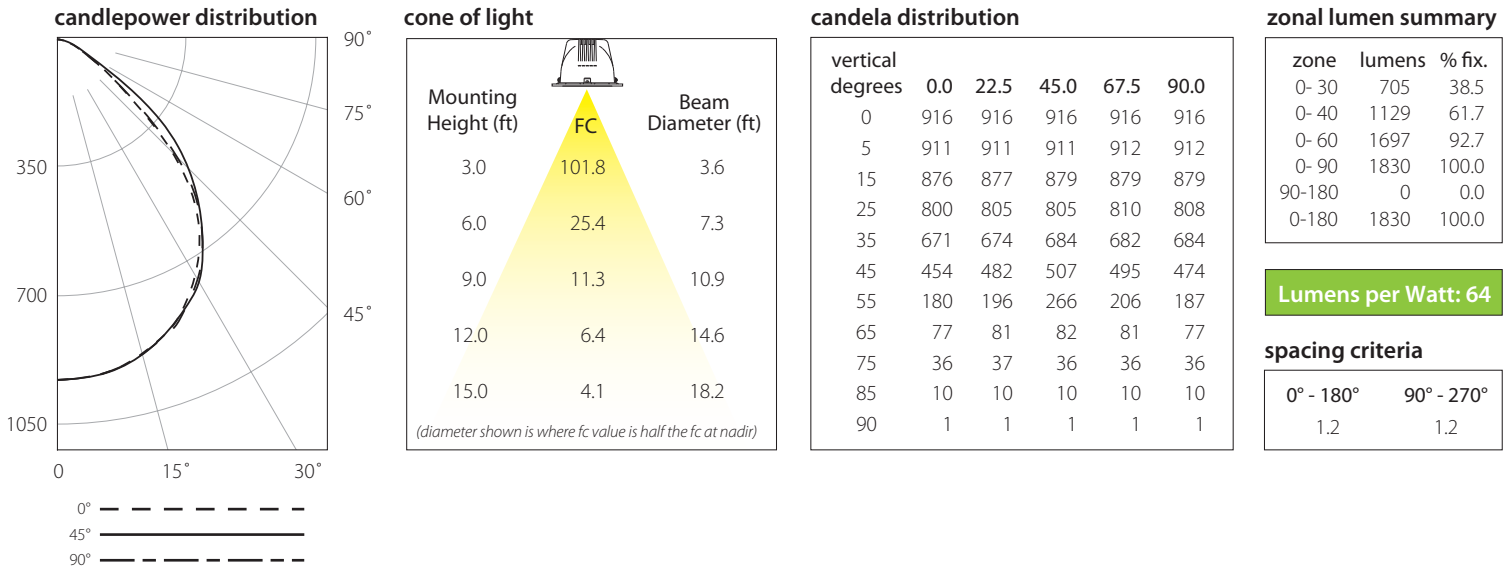 candlepower distribution
90˚
75˚
60˚
45˚
350
700
1050
0 15˚ 30˚
0°
45°
90°
cone of light
Mounting Height (ft) FC Beam Diameter (ft)
3.0 101.8 3.6
6.0 25.4 7.3
9.0 11.3 10.9
12.0 6.4 14.6
15.0 4.1 18.2
(diameter shown is where fc value is half the fc at nadir)
candela distribution
vertical
degrees 0.0 22.5 45.0 67.5 90.0
0 916 916 916 916 916
5 911 911 911 912 912
15 876 877 879 879 879
25 800 805 805 810 808
35 671 674 684 682 684
45 454 482 507 495 474
55 180 196 266 206 187
65 77 81 82 81 77
75 36 37 36 36 36
85 10 10 10 10 10
90 1 1 1 1 1
zonal lumen summary
zone lumens % fix.
0- 30 705 38.5
0- 40 1129 61.7
0- 60 1697 92.7
0- 90 1830 100.0
90-180 0 0.0
0-180 1830 100.0
Lumens per Watt: 64
spacing criteria
0° - 180° 90° - 270°
1.2 1.2